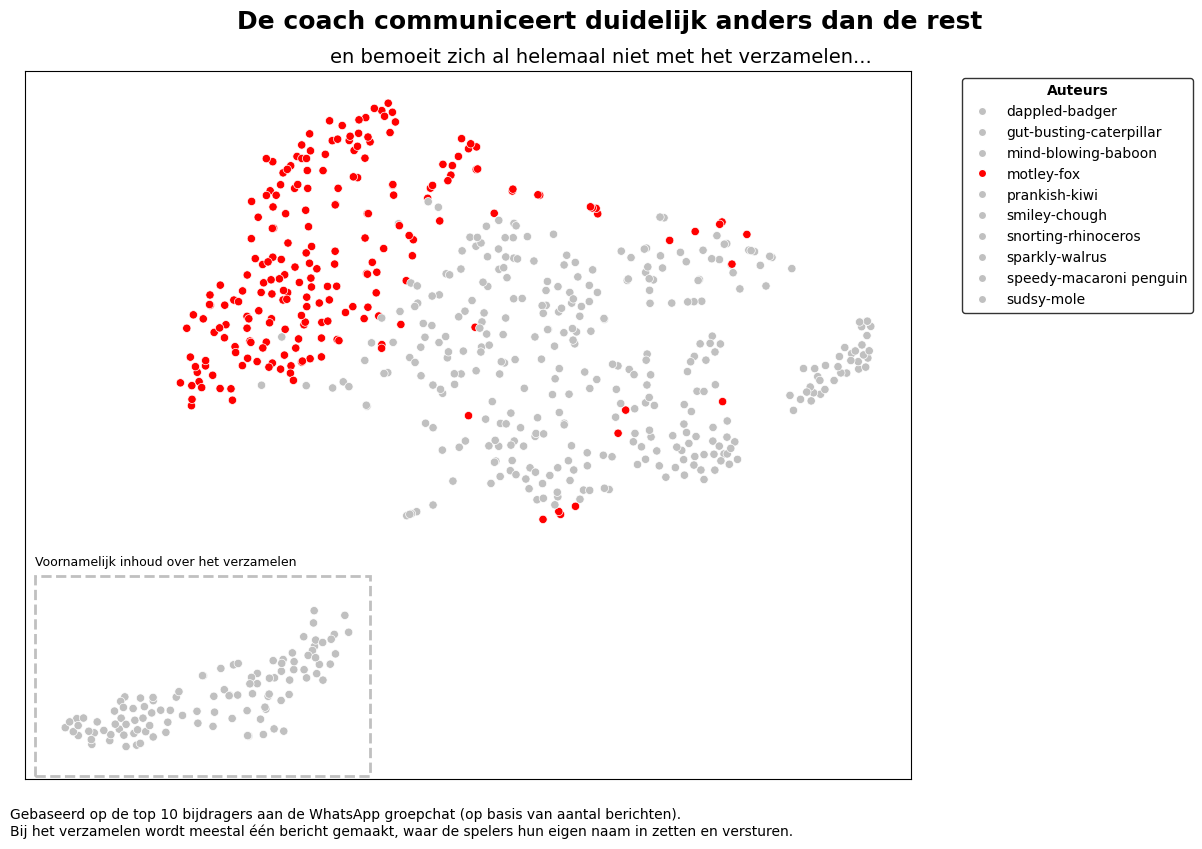 De coach communiceert duidelijk anders dan de rest
en bemoeit zich al helemaal niet met het verzamelen...
Auteurs
dappled-badger
gut-busting-caterpillar
mind-blowing-baboon
motley-fox
prankish-kiwi
smiley-chough
snorting-rhinoceros
sparkly-walrus
speedy-macaroni penguin
sudsy-mole
Voornamelijk inhoud over het verzamelen
Gebaseerd op de top 10 bijdragers aan de WhatsApp groepchat (op basis van aantal berichten).
Bij het verzamelen wordt meestal één bericht gemaakt, waar de spelers hun eigen naam in zetten en versturen.